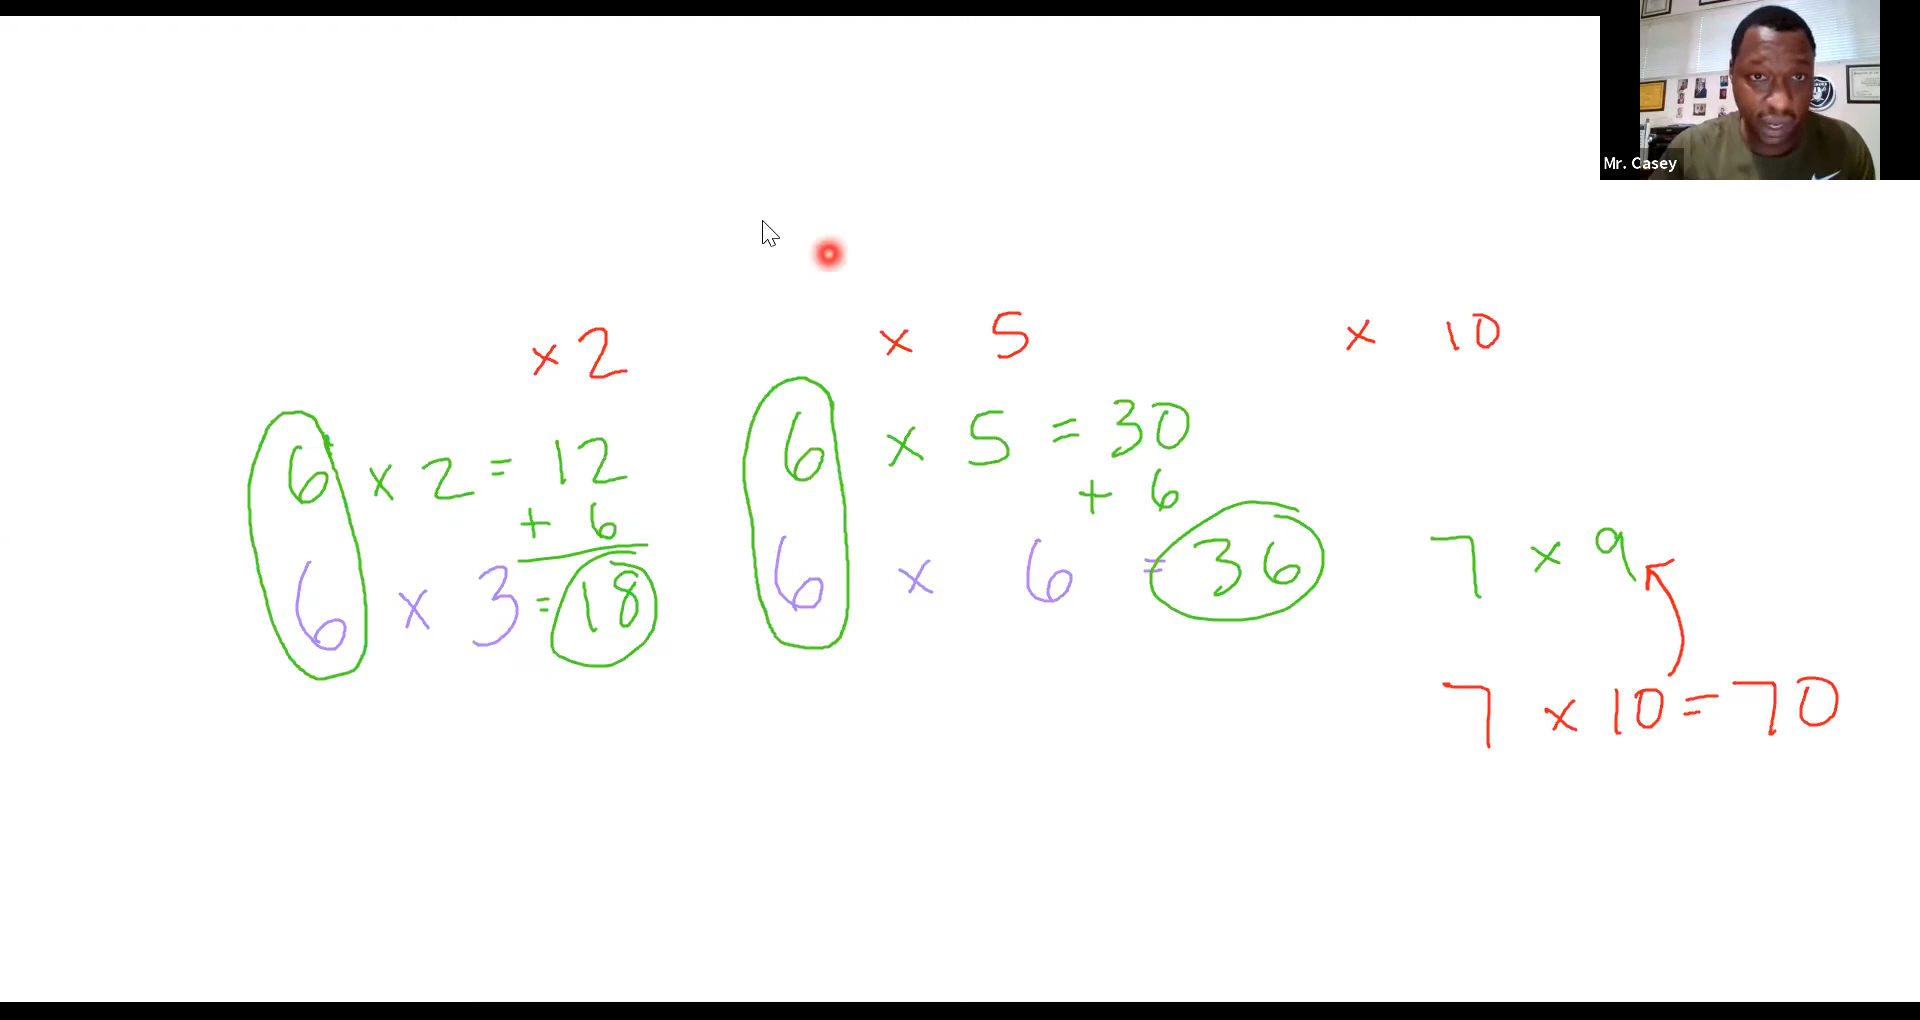 Mr. Casey
× 2
× 5
× 10
6 × 2 = 12
+ 6
6 × 3 = 18
6 × 5 = 30
+ 6
6 × 6 = 36
7 × 9
7 × 10 = 70